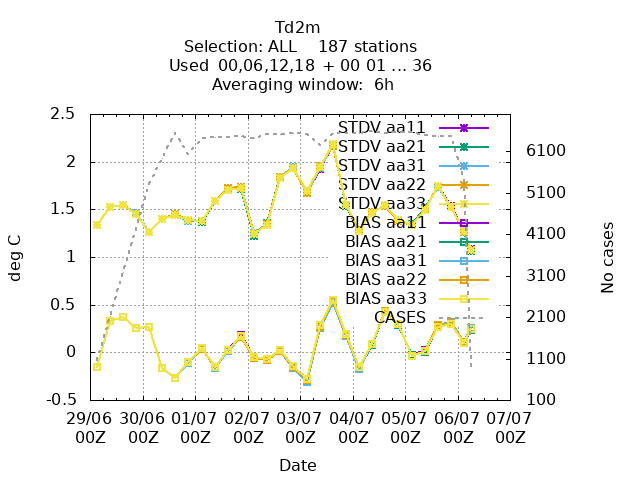 Td2m
Selection: ALL    187 stations
Used  00,06,12,18  + 00 01 ... 36
Averaging window:  6h
2.5
2
1.5
1
0.5
0
-0.5
deg C
STDV aa11
STDV aa21
STDV aa31
STDV aa22
STDV aa33
BIAS aa11
BIAS aa21
BIAS aa31
BIAS aa22
BIAS aa33
CASES
6100
5100
4100
3100
2100
1100
100
No cases
29/06 30/06 01/07 02/07 03/07 04/07 05/07 06/07 07/07
00Z 00Z 00Z 00Z 00Z 00Z 00Z 00Z 00Z
Date